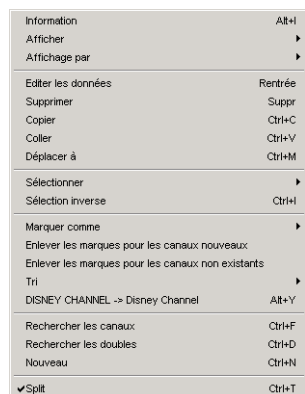 Information Alt+I
Afficher
Affichage par
Editer les données Rentrée
Supprimer Suppr
Copier Ctrl+C
Coller Ctrl+V
Déplacer à Ctrl+M
Sélectionner
Sélection inverse Ctrl+I
Marquer comme
Enlever les marques pour les canaux nouveaux
Enlever les marques pour les canaux non existants
Tri
DISNEY CHANNEL -> Disney Channel Alt+Y
Rechercher les canaux Ctrl+F
Rechercher les doubles Ctrl+D
Nouveau Ctrl+N
Split Ctrl+T